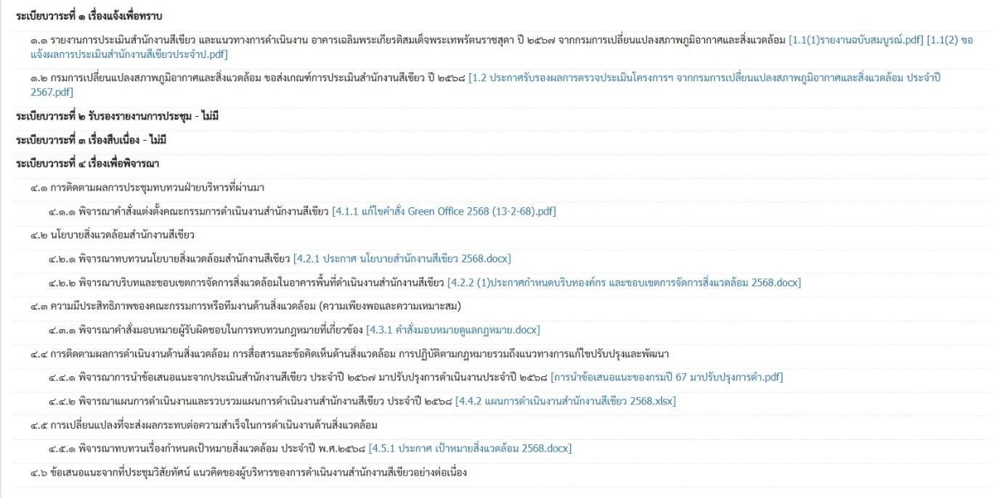 ระเบียบวาระที่ ๑ เรื่องแจ้งเพื่อทราบ
๑.๑ รายงานการประเมินสำนักงานสีเขียว และแนวทางการดำเนินงาน อาคารเฉลิมพระเกียรติสมเด็จพระเทพรัตนราชสุดา ปี ๒๕๖๗ จากกรมการเปลี่ยนแปลงสภาพภูมิอากาศและสิ่งแวดล้อม [1.1(1)รายงานฉบับสมบูรณ์.pdf] [1.1(2) ขอ
แจ้งผลการประเมินสำนักงานสีเขียวประจำป.pdf]
๑.๒ กรมการเปลี่ยนแปลงสภาพภูมิอากาศและสิ่งแวดล้อม ขอส่งเกณฑ์การประเมินสำนักงานสีเขียว ปี ๒๕๖๘ [1.2 ประกาศรับรองผลการตรวจประเมินโครงการฯ จากกรมการเปลี่ยนแปลงสภาพภูมิอากาศและสิ่งแวดล้อม ประจำปี
2567.pdf]
ระเบียบวาระที่ ๒ รับรองรายงานการประชุม - ไม่มี
ระเบียบวาระที่ ๓ เรื่องสืบเนื่อง - ไม่มี
ระเบียบวาระที่ ๔ เรื่องเพื่อพิจารณา
๔.๑ การติดตามผลการประชุมทบทวนฝ่ายบริหารที่ผ่านมา
๔.๑.๑ พิจารณาคำสั่งแต่งตั้งคณะกรรมการดำเนินงานสำนักงานสีเขียว [4.1.1 แก้ไขคำสั่ง Green Office 2568 (13-2-68).pdf]
๔.๒ นโยบายสิ่งแวดล้อมสำนักงานสีเขียว
๔.๒.๑ พิจารณาทบทวนนโยบายสิ่งแวดล้อมสำนักงานสีเขียว [4.2.1 ประกาศ นโยบายสำนักงานสีเขียว 2568.docx]
๔.๒.๒ พิจารณาบริบทและขอบเขตการจัดการสิ่งแวดล้อมในอาคารพื้นที่ดำเนินงานสำนักงานสีเขียว [4.2.2 (1)ประกาศกำหนดบริบทองค์กร และขอบเขตการจัดการสิ่งแวดล้อม 2568.docx]
๔.๓ ความมีประสิทธิภาพของคณะกรรมการหรือทีมงานด้านสิ่งแวดล้อม (ความเพียงพอและความเหมาะสม)
๔.๓.๑ พิจารณาคำสั่งมอบหมายผู้รับผิดชอบในการทบทวนกฎหมายที่เกี่ยวข้อง [4.3.1 คำสั่งมอบหมายดูแลกฎหมาย.docx]
๔.๔ การติดตามผลการดำเนินงานด้านสิ่งแวดล้อม การสื่อสารและข้อคิดเห็นด้านสิ่งแวดล้อม การปฏิบัติตามกฎหมายรวมถึงแนวทางการแก้ไขปรับปรุงและพัฒนา
๔.๔.๑ พิจารณาการนำข้อเสนอแนะจากประเมินสำนักงานสีเขียว ประจำปี ๒๕๖๗ มาปรับปรุงการดำเนินงานประจำปี ๒๕๖๘ [การนำข้อเสนอแนะของกรมปี 67 มาปรับปรุงการดำ.pdf]
๔.๔.๒ พิจารณาแผนการดำเนินงานและรวบรวมแผนการดำเนินงานสำนักงานสีเขียว ประจำปี ๒๕๖๘ [4.4.2 แผนการดำเนินงานสำนักงานสีเขียว 2568.xlsx]
๔.๕ การเปลี่ยนแปลงที่จะส่งผลกระทบต่อความสำเร็จในการดำเนินงานด้านสิ่งแวดล้อม
๔.๕.๑ พิจารณาทบทวนเรื่องกำหนดเป้าหมายสิ่งแวดล้อม ประจำปี พ.ศ.๒๕๖๘ [4.5.1 ประกาศ เป้าหมายสิ่งแวดล้อม 2568.docx]
๔.๖ ข้อเสนอแนะจากที่ประชุมวิสัยทัศน์ แนวคิดของผู้บริหารของการดำเนินงานสำนักงานสีเขียวอย่างต่อเนื่อง